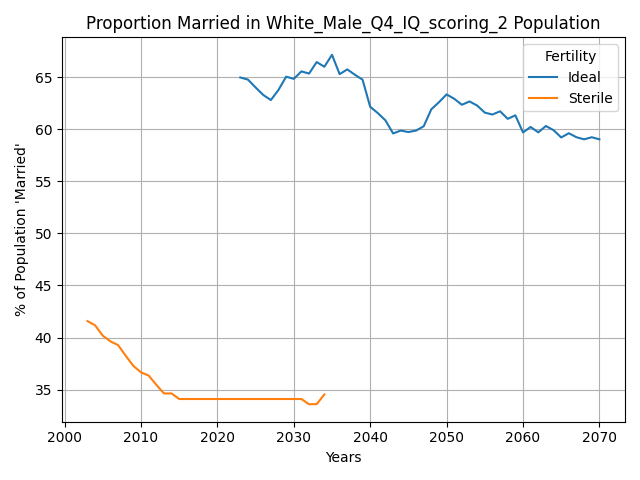 Proportion Married in White_Male_Q4_IQ_scoring_2 Population
Fertility
Ideal
Sterile
% of Population 'Married'
65
60
55
50
45
40
35
2000
2010
2020
2030
2040
2050
2060
2070
Years